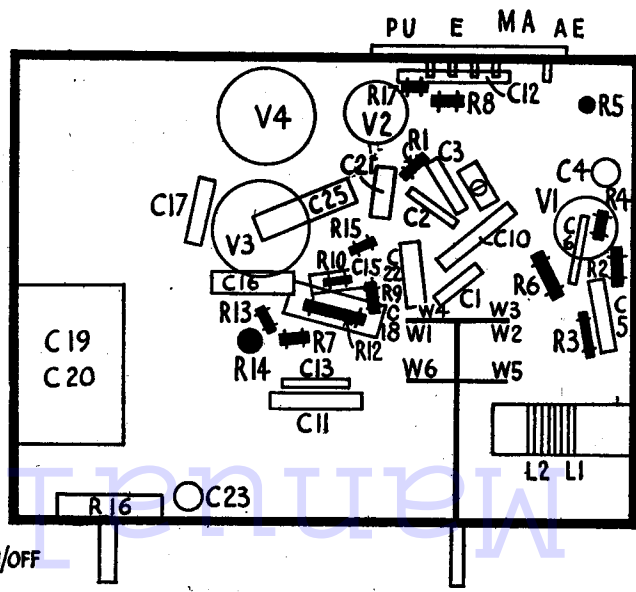 PU E MA AE
R17
R8
C12
R5
V4
V2
R1
C3
C4
C21
V1
R4
C17
C25
C2
C6
V3
R15
C10
R2
C22
R6
C16
R10
C15
R9
C1
C5
R13
C18
W4 W3
W1 W2
R14
R7
R12
R3
C19
C20
C13
W6 W5
C11
L2 L1
Manual
R16
C23
/OFF